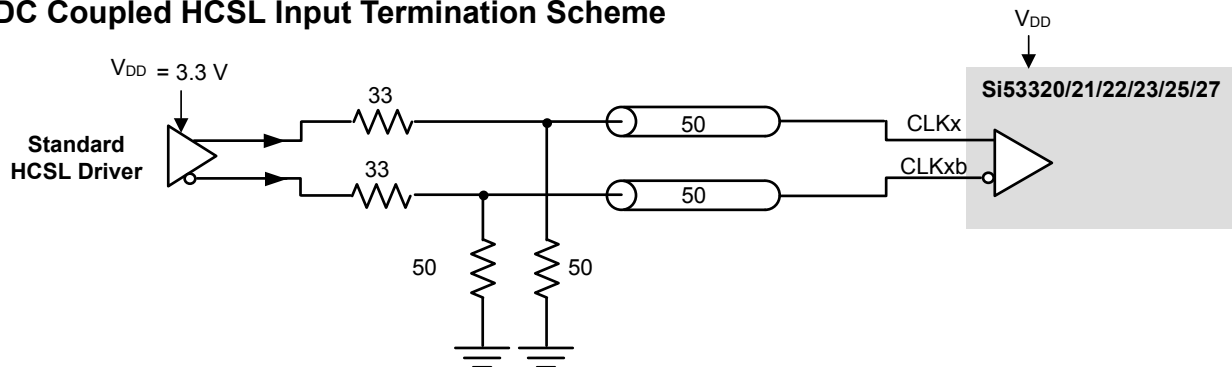 DC Coupled HCSL Input Termination Scheme
VDD
VDD = 3.3 V
Si53320/21/22/23/25/27
33
Standard
HCSL Driver
50
CLKx
33
CLKxb
50
50
50